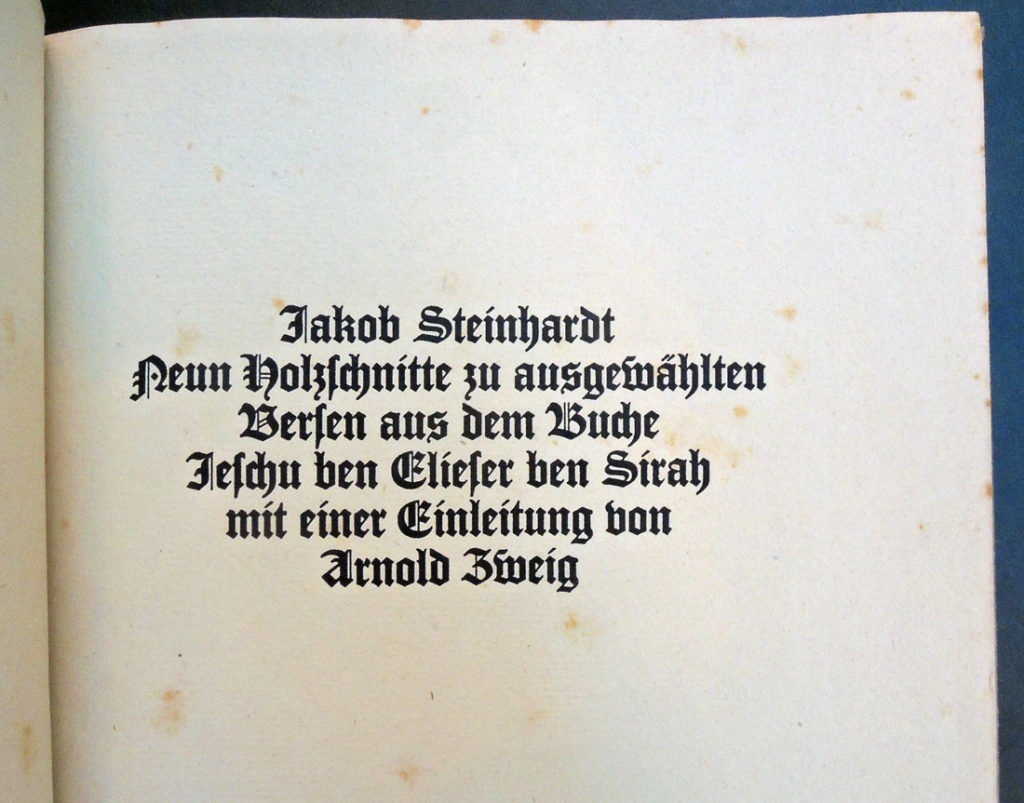 Jakob Steinhardt
Neun Holzſchnitte zu ausgewählten
Verſen aus dem Buche
Jeſchu ben Elieſer ben Sirah
mit einer Einleitung von
Arnold Zweig